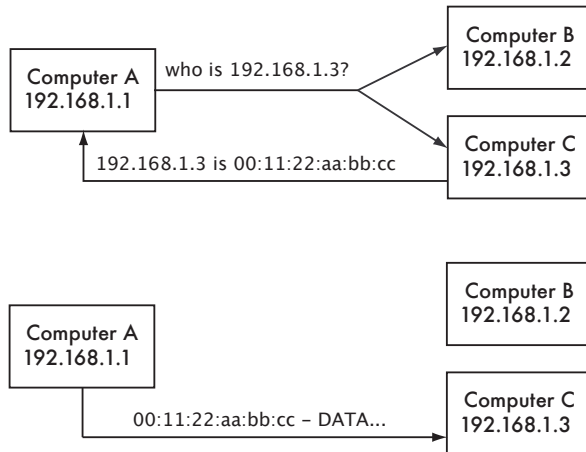 Computer A
192.168.1.1
who is 192.168.1.3?
Computer B
192.168.1.2
Computer C
192.168.1.3
192.168.1.3 is 00:11:22:aa:bb:cc
Computer B
192.168.1.2
Computer A
192.168.1.1
Computer C
192.168.1.3
00:11:22:aa:bb:cc – DATA...